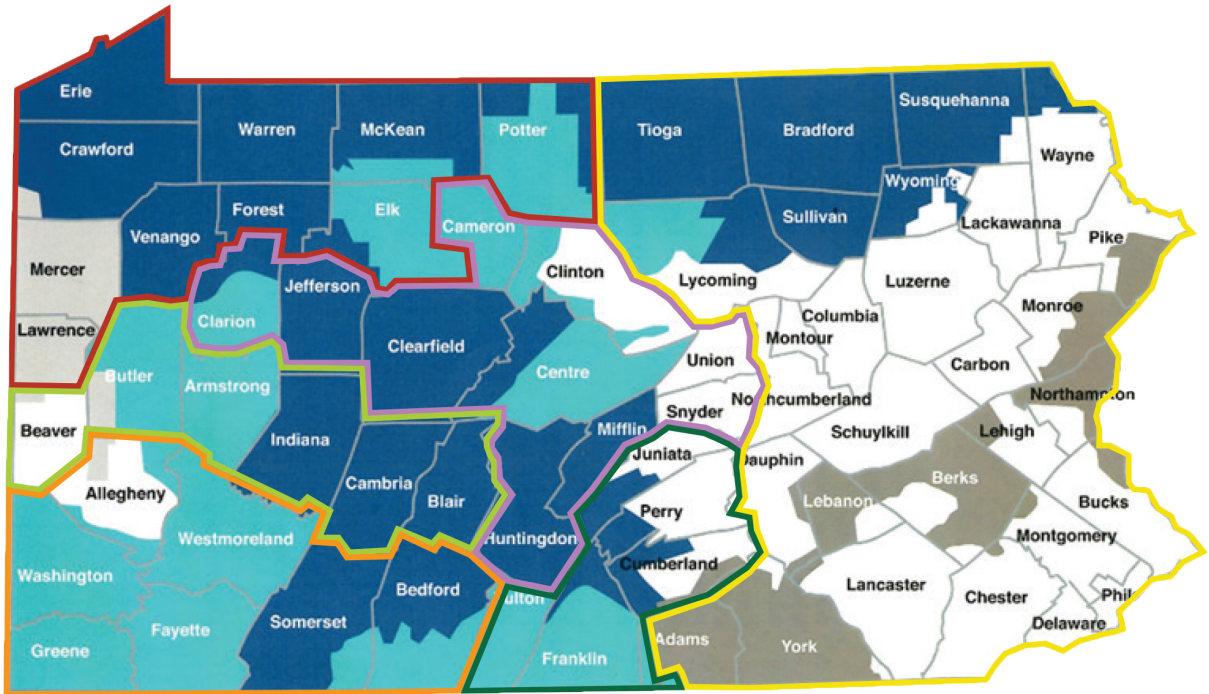 Erie
Crawford
Warren
McKean
Potter
Tioga
Bradford
Susquehanna
Wayne
Wyoming
Sullivan
Lackawanna
Pike
Venango
Forest
Elk
Cameron
Clinton
Lycoming
Luzerne
Mercer
Jefferson
Columbia
Monroe
Lawrence
Clarion
Clearfield
Montour
Butler
Armstrong
Centre
Union
Carbon
Snyder
Northcumberland
Northampton
Beaver
Indiana
Mifflin
Schuylkill
Lehigh
Juniata
Dauphin
Allegheny
Cambria
Blair
Perry
Lebanon
Berks
Bucks
Westmoreland
Huntingdon
Montgomery
Washington
Cumberland
Lancaster
Chester
Phil
Bedford
Somerset
ulton
Fayette
Delaware
Greene
Franklin
Adams
York